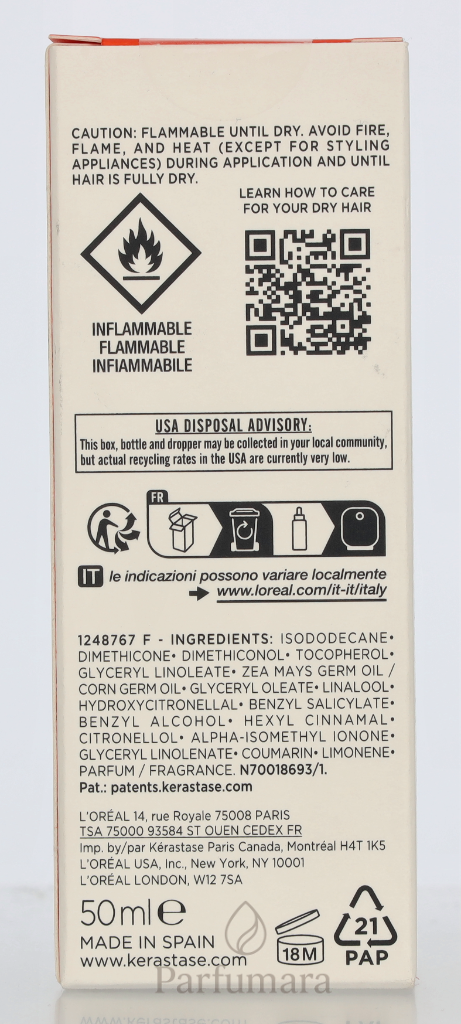 CAUTION: FLAMMABLE UNTIL DRY. AVOID FIRE,
FLAME, AND HEAT (EXCEPT FOR STYLING
APPLIANCES) DURING APPLICATION AND UNTIL
HAIR IS FULLY DRY.
LEARN HOW TO CARE
FOR YOUR DRY HAIR
INFLAMMABLE
FLAMMABLE
INFIAMMABILE
USA DISPOSAL ADVISORY:
This box, bottle and dropper may be collected in your local community,
but actual recycling rates in the USA are currently very low.
FR
IT le indicazioni possono variare localmente
www.loreal.com/it-it/italy
1248767 F - INGREDIENTS: ISODODECANE•
DIMETHICONE• DIMETHICONOL• TOCOPHEROL•
GLYCERYL LINOLEATE• ZEA MAYS GERM OIL /
CORN GERM OIL• GLYCERYL OLEATE• LINALOOL•
HYDROXYCITRONELLAL• BENZYL SALICYLATE•
BENZYL ALCOHOL• HEXYL CINNAMAL•
CITRONELLOL• ALPHA-ISOMETHYL IONONE•
GLYCERYL LINOLENATE• COUMARIN• LIMONENE•
PARFUM / FRAGRANCE. N70018693/1.
Pat.: patents.kerastase.com
L'ORÉAL 14, rue Royale 75008 PARIS
TSA 75000 93584 ST OUEN CEDEX FR
Imp. by/par Kérastase Paris Canada, Montréal H4T 1K5
L'ORÉAL USA, Inc., New York, NY 10001
L'ORÉAL LONDON, W12 7SA
50 ml e
MADE IN SPAIN
www.kerastase.com
18M
21
PAP
Parfumara